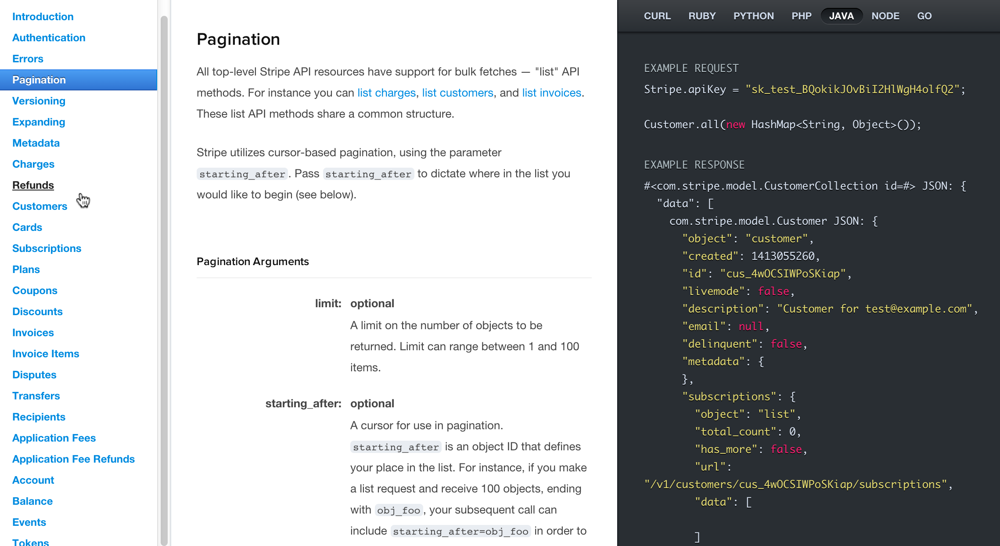 Introduction
Authentication
Errors
Pagination
Versioning
Expanding
Metadata
Charges
Refunds
Customers
Cards
Subscriptions
Plans
Coupons
Discounts
Invoices
Invoice Items
Disputes
Transfers
Recipients
Application Fees
Application Fee Refunds
Account
Balance
Events
Tokens
Pagination
All top-level Stripe API resources have support for bulk fetches — "list" API
methods. For instance you can list charges, list customers, and list invoices.
These list API methods share a common structure.
Stripe utilizes cursor-based pagination, using the parameter
starting_after. Pass starting_after to dictate where in the list you
would like to begin (see below).
Pagination Arguments
limit: optional
A limit on the number of objects to be
returned. Limit can range between 1 and 100
items.
starting_after: optional
A cursor for use in pagination.
starting_after is an object ID that defines
your place in the list. For instance, if you make
a list request and receive 100 objects, ending
with obj_foo, your subsequent call can
include starting_after=obj_foo in order to
CURL RUBY PYTHON PHP JAVA NODE GO
EXAMPLE REQUEST
Stripe.apiKey = "sk_test_BQokikJOvBiI2HlWgH4olfQ2";
Customer.all(new HashMap<String, Object>());
EXAMPLE RESPONSE
#<com.stripe.model.CustomerCollection id=#> JSON: {
"data": [
com.stripe.model.Customer JSON: {
"object": "customer",
"created": 1413055260,
"id": "cus_4wOCSIWPoSKiap",
"livemode": false,
"description": "Customer for test@example.com",
"email": null,
"delinquent": false,
"metadata": {
},
"subscriptions": {
"object": "list",
"total_count": 0,
"has_more": false,
"url":
"/v1/customers/cus_4wOCSIWPoSKiap/subscriptions",
"data": [
]